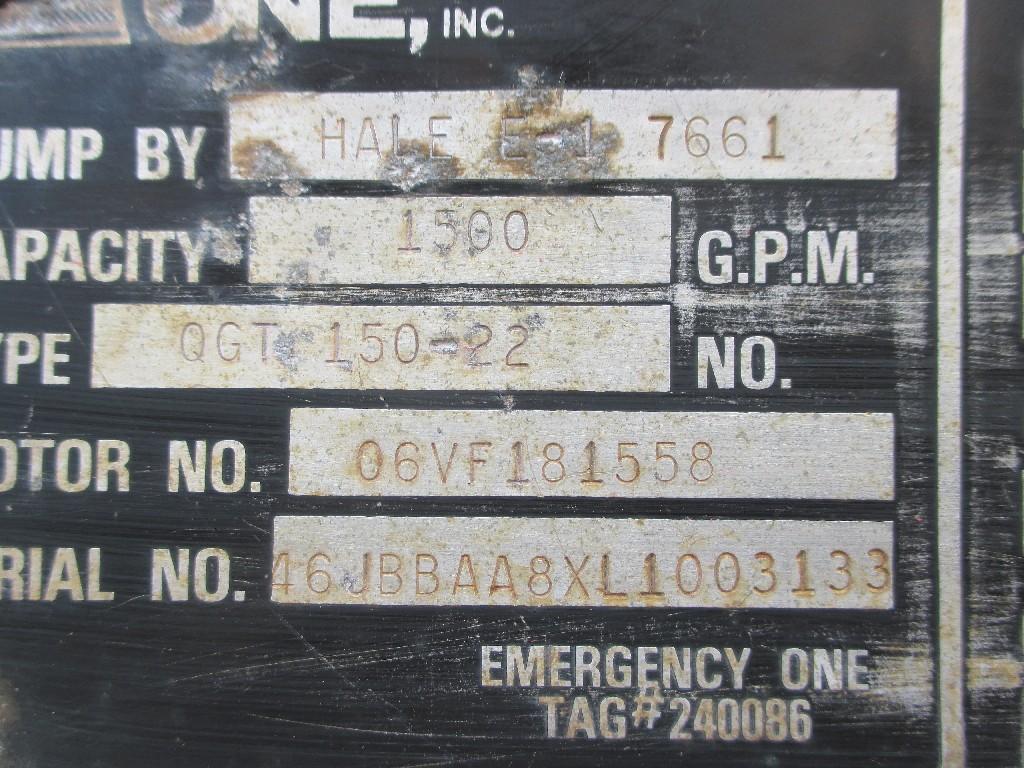 ONE, INC.
UMP BY HALE E-1 7661
APACITY 1500 G.P.M.
YPE QGT 150-22 NO.
OTOR NO. 06VF181558
RIAL NO. 46JBBAA8XL1003133
EMERGENCY ONE
TAG# 240086